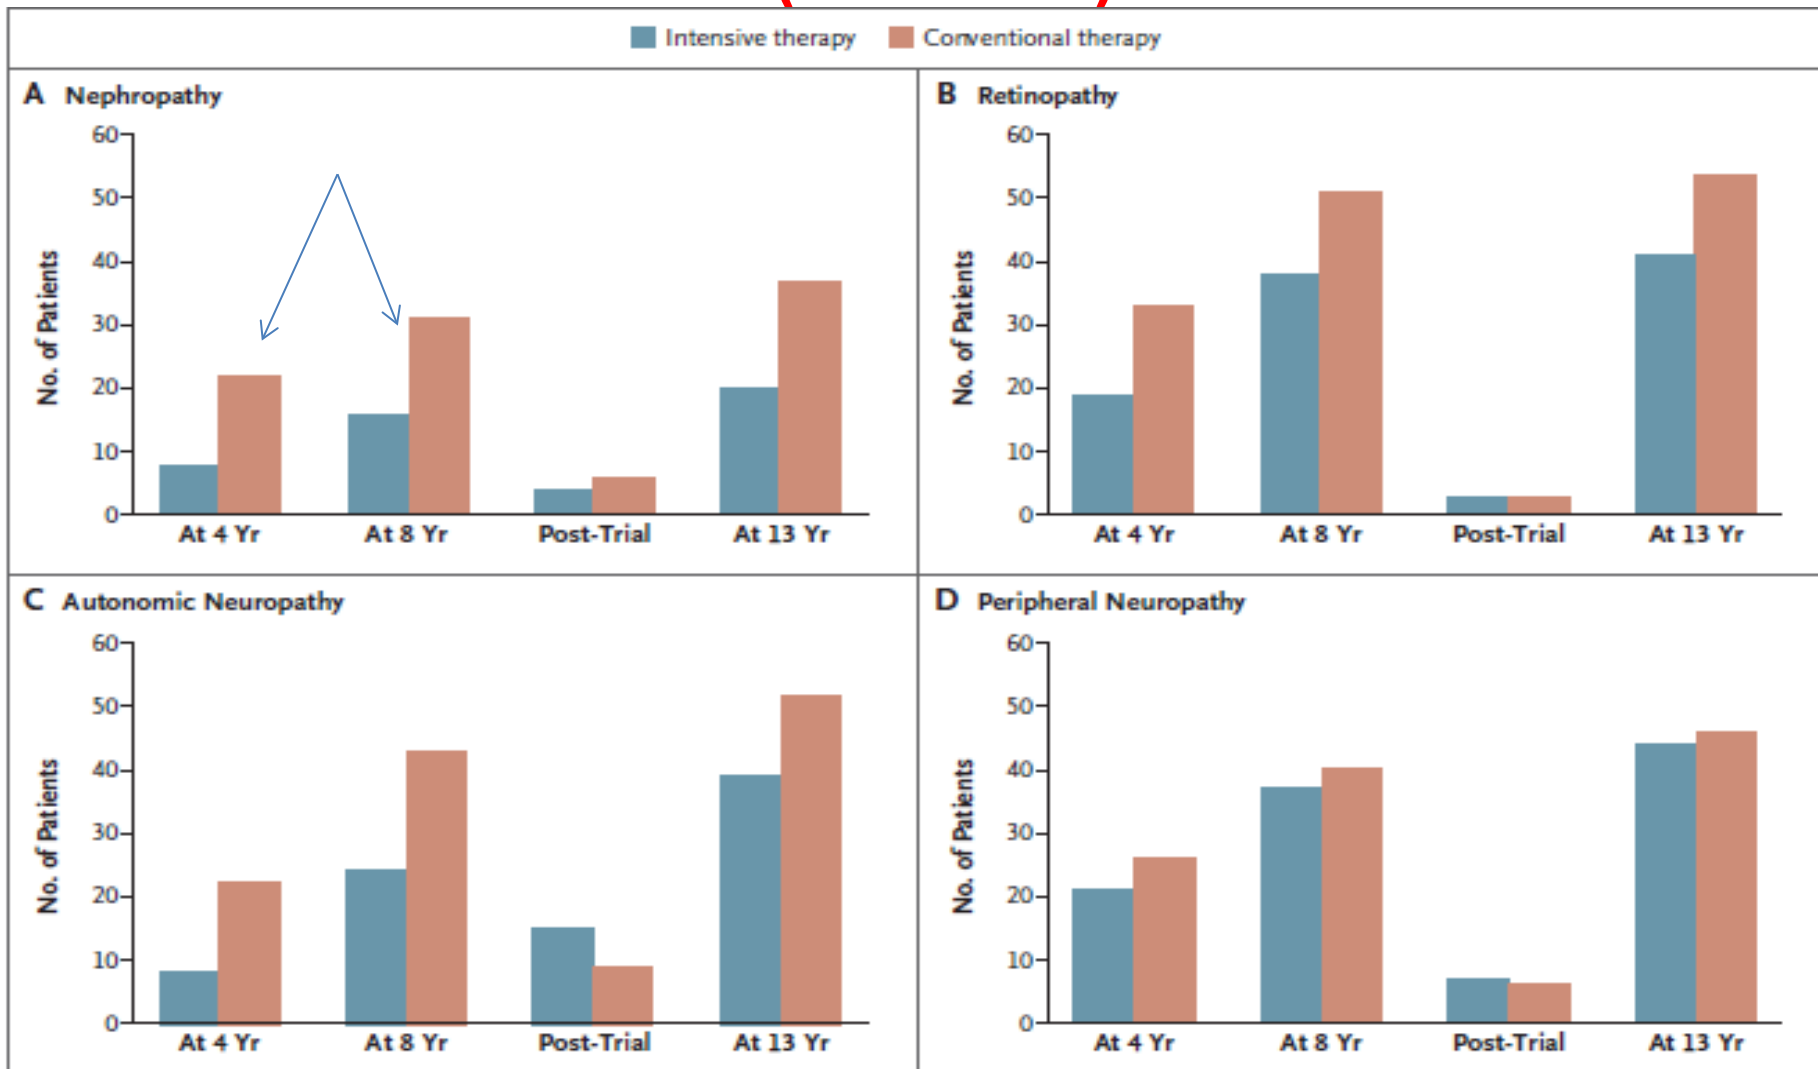 Intensive therapy Conventional therapy
A Nephropathy
60
50
40
30
20
10
0
No. of Patients
At 4 Yr At 8 Yr Post-Trial At 13 Yr
B Retinopathy
60
50
40
30
20
10
0
No. of Patients
At 4 Yr At 8 Yr Post-Trial At 13 Yr
C Autonomic Neuropathy
60
50
40
30
20
10
0
No. of Patients
At 4 Yr At 8 Yr Post-Trial At 13 Yr
D Peripheral Neuropathy
60
50
40
30
20
10
0
No. of Patients
At 4 Yr At 8 Yr Post-Trial At 13 Yr